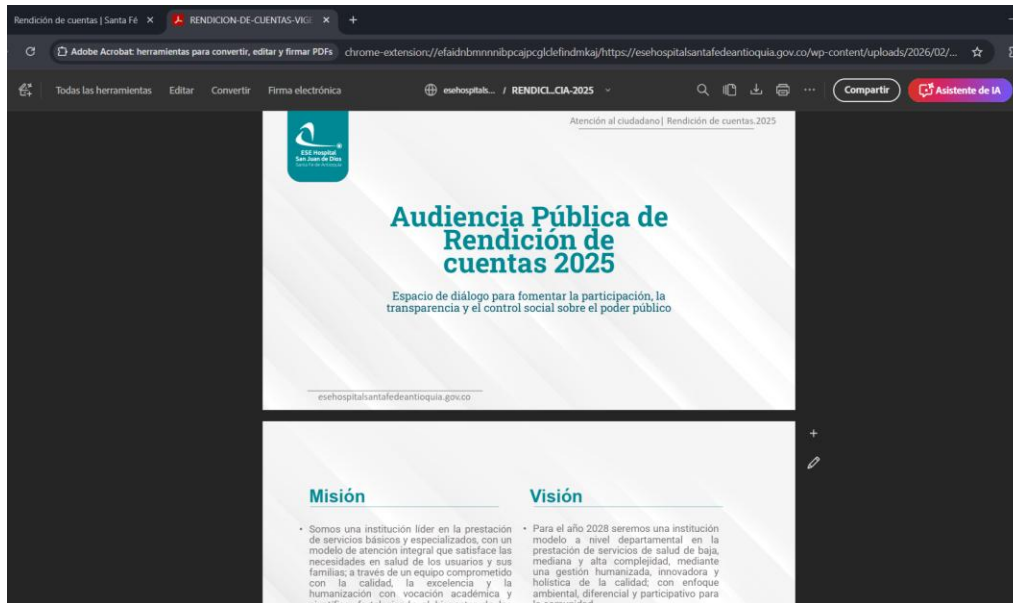 Rendición de cuentas | Santa Fé
RENDICION-DE-CUENTAS-VIGE
Adobe Acrobat: herramientas para convertir, editar y firmar PDFs
chrome-extension://efaidnbmnnnibpcajpcglclefindmkaj/https://esehospitalsantafedeantioquia.gov.co/wp-content/uploads/2026/02/...
Todas las herramientas
Editar
Convertir
Firma electrónica
esehospitals... / RENDICI...CIA-2025
Compartir
Asistente de IA
ESE Hospital
San Juan de Dios
Santa Fe de Antioquia
Atención al ciudadano| Rendición de cuentas.2025
Audiencia Pública de
Rendición de
cuentas 2025
Espacio de diálogo para fomentar la participación, la
transparencia y el control social sobre el poder público
esehospitalsantafedeantioquia.gov.co
Misión
• Somos una institución líder en la prestación
de servicios básicos y especializados, con un
modelo de atención integral que satisface las
necesidades en salud de los usuarios y sus
familias; a través de un equipo comprometido
con la calidad, la excelencia y la
humanización con vocación académica y
Visión
• Para el año 2028 seremos una institución
modelo a nivel departamental en la
prestación de servicios de salud de baja,
mediana y alta complejidad, mediante
una gestión humanizada, innovadora y
holística de la calidad; con enfoque
ambiental, diferencial y participativo para
la comunidad.